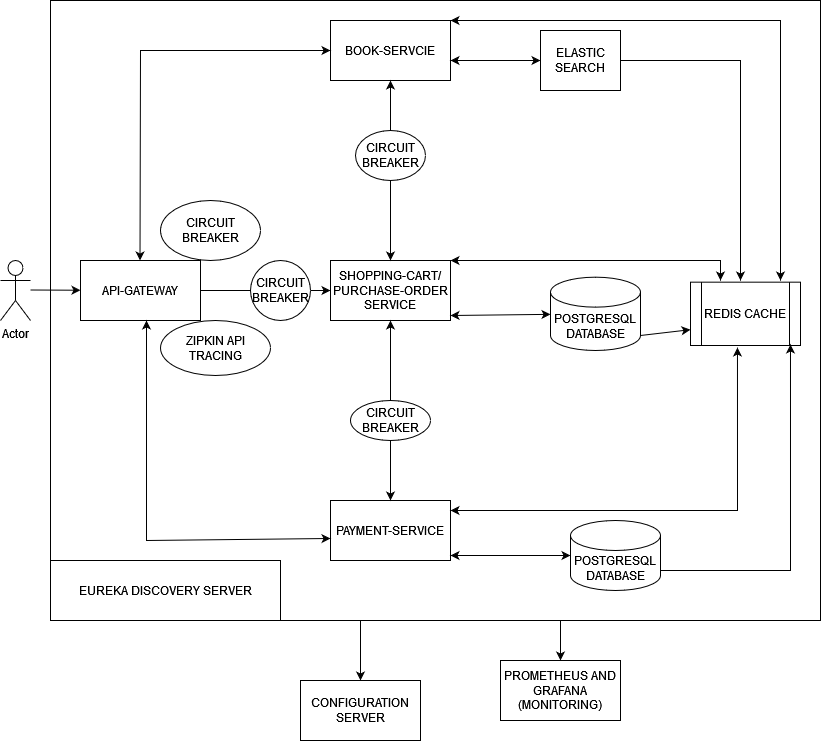 BOOK-SERVCIE
ELASTIC
SEARCH
CIRCUIT
BREAKER
CIRCUIT
BREAKER
API-GATEWAY
CIRCUIT
BREAKER
SHOPPING-CART/
PURCHASE-ORDER
SERVICE
POSTGRESQL
DATABASE
REDIS CACHE
Actor
ZIPKIN API
TRACING
CIRCUIT
BREAKER
PAYMENT-SERVICE
POSTGRESQL
DATABASE
EUREKA DISCOVERY SERVER
CONFIGURATION
SERVER
PROMETHEUS AND
GRAFANA
(MONITORING)